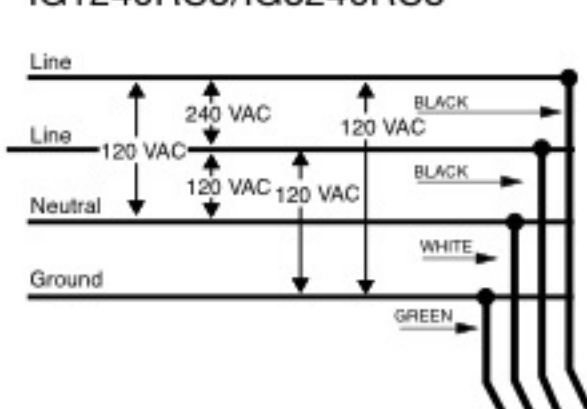 Line
BLACK
240 VAC
120 VAC
Line
120 VAC
BLACK
120 VAC
120 VAC
Neutral
WHITE
Ground
GREEN